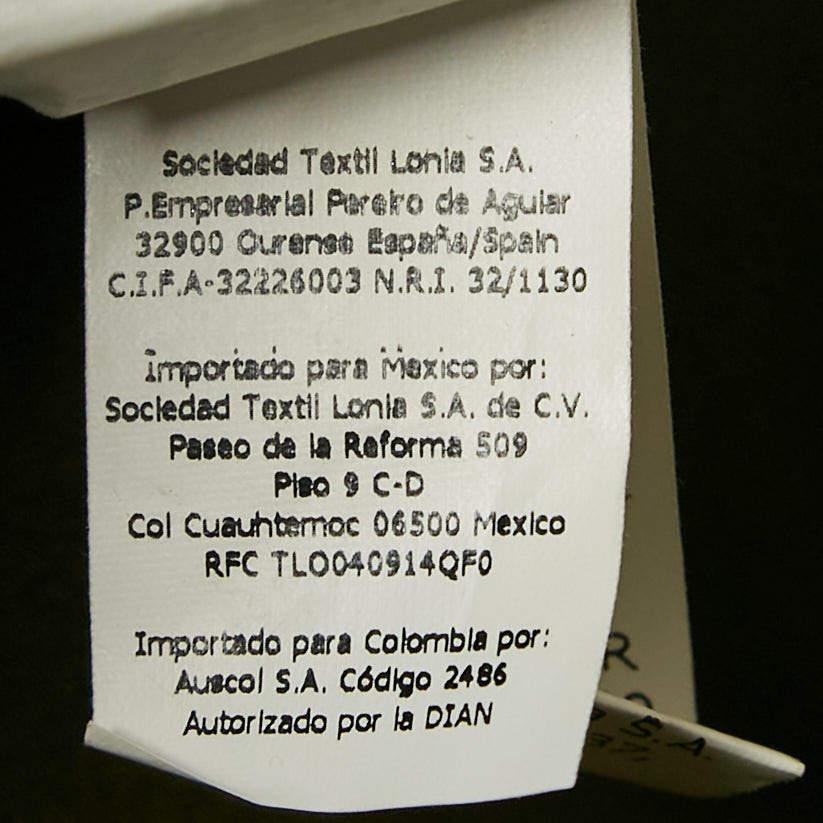 Sociedad Textil Lonia S.A.
P.Empresarial Pereiro de Aguiar
32900 Ourense España/Spain
C.I.F.A-32226003 N.R.I. 32/1130
Importado para Mexico por:
Sociedad Textil Lonia S.A. de C.V.
Paseo de la Reforma 509
Piso 9 C-D
Col Cuauhtemoc 06500 Mexico
RFC TLO040914QF0
Importado para Colombia por:
Auscol S.A. Código 2486
Autorizado por la DIAN
R
S.A.